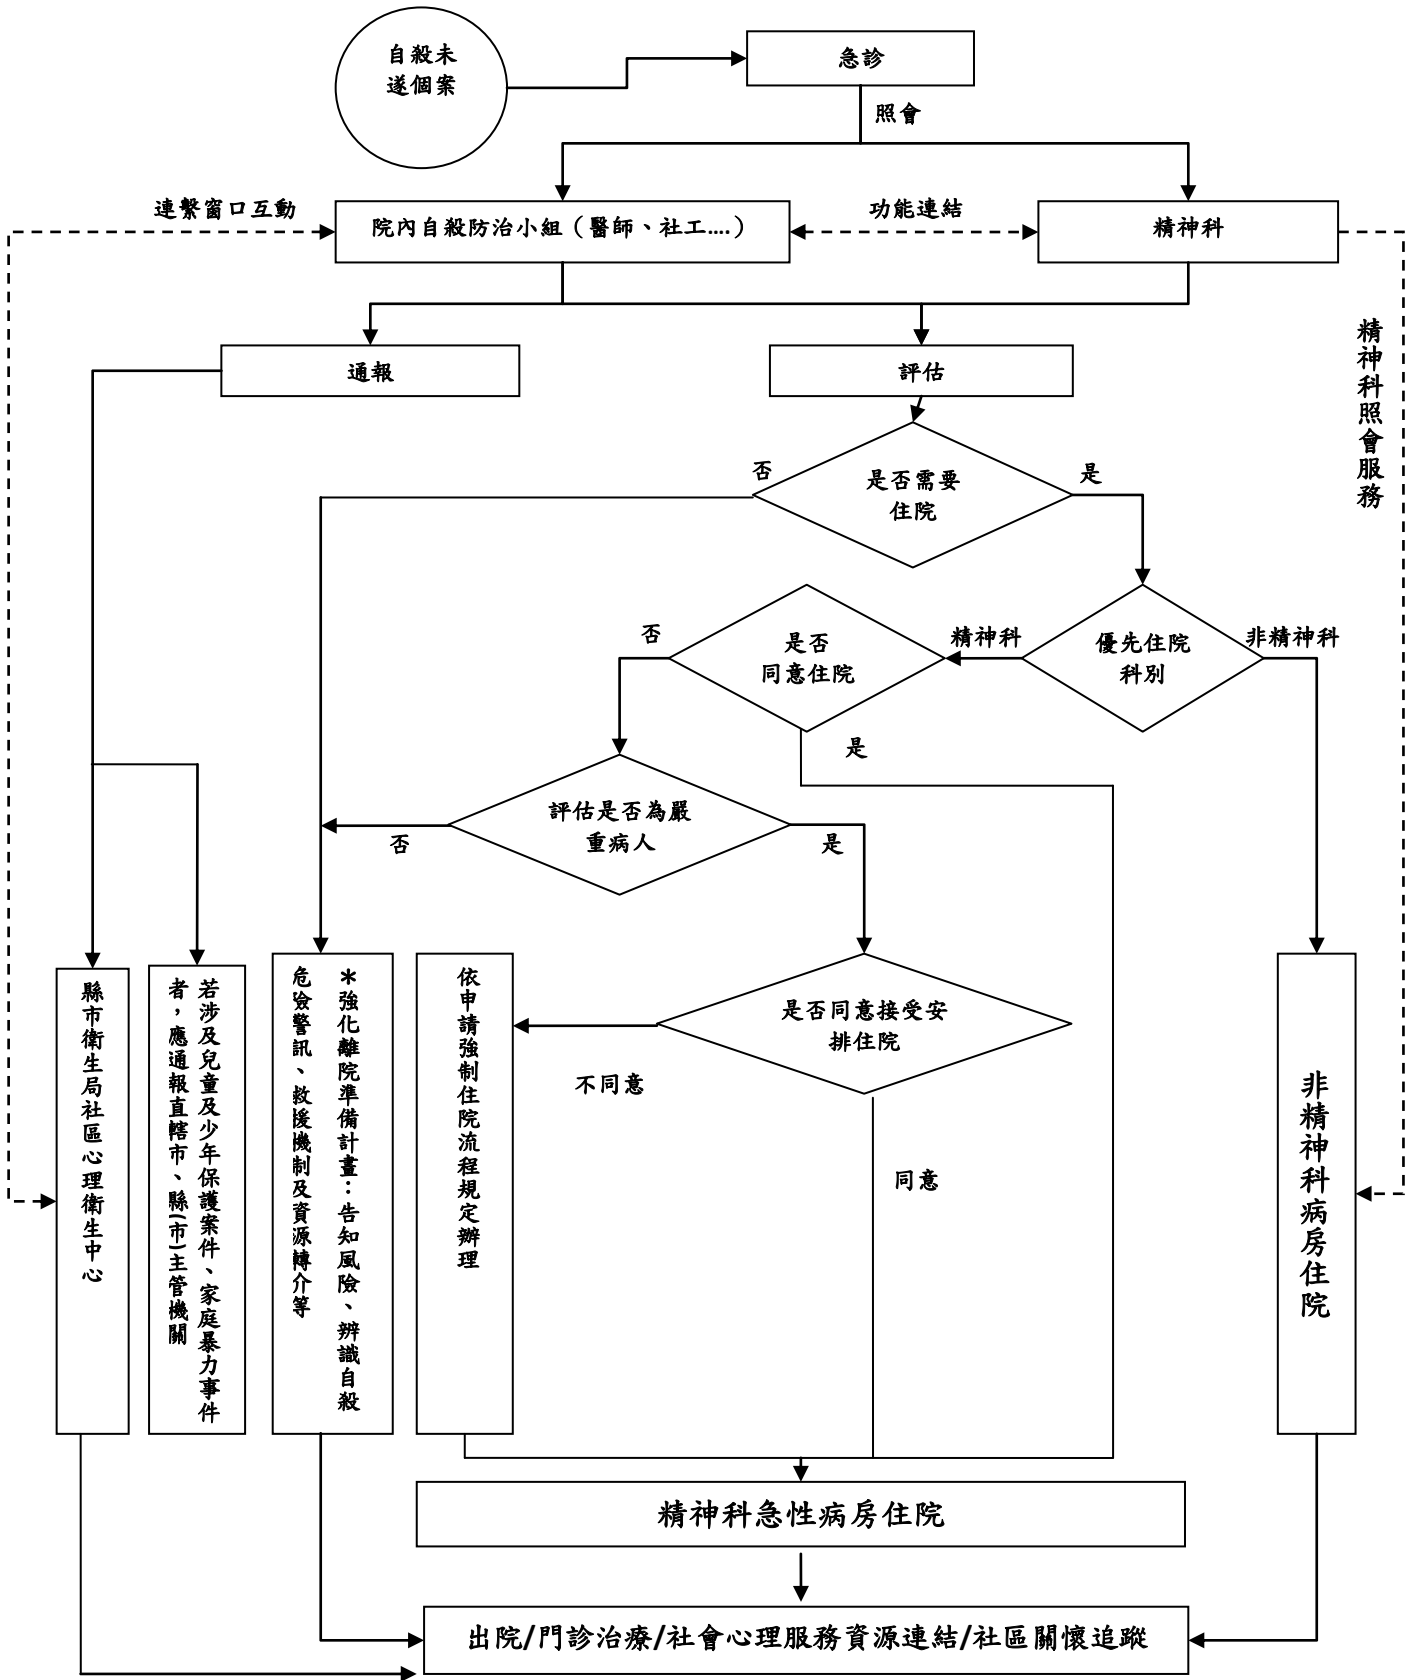 自殺未
遂個案
急診
照會
連繫窗口互動
院內自殺防治小組（醫師、社工....）
功能連結
精神科
通報
評估
精神科照會服務
否
是否需要
住院
是
否
是否
同意住院
精神科
優先住院
科別
非精神科
是
評估是否為嚴
重病人
否
是
縣市衛生局社區心理衛生中心
若涉及兒童及少年保護案件、家庭暴力事件
者，應通報直轄市、縣(市)主管機關
＊強化離院準備計畫：告知風險、辨識自殺
危險警訊、救援機制及資源轉介等
依申請強制住院流程規定辦理
是否同意接受安
排住院
不同意
同意
非精神科病房住院
精神科急性病房住院
出院/門診治療/社會心理服務資源連結/社區關懷追蹤